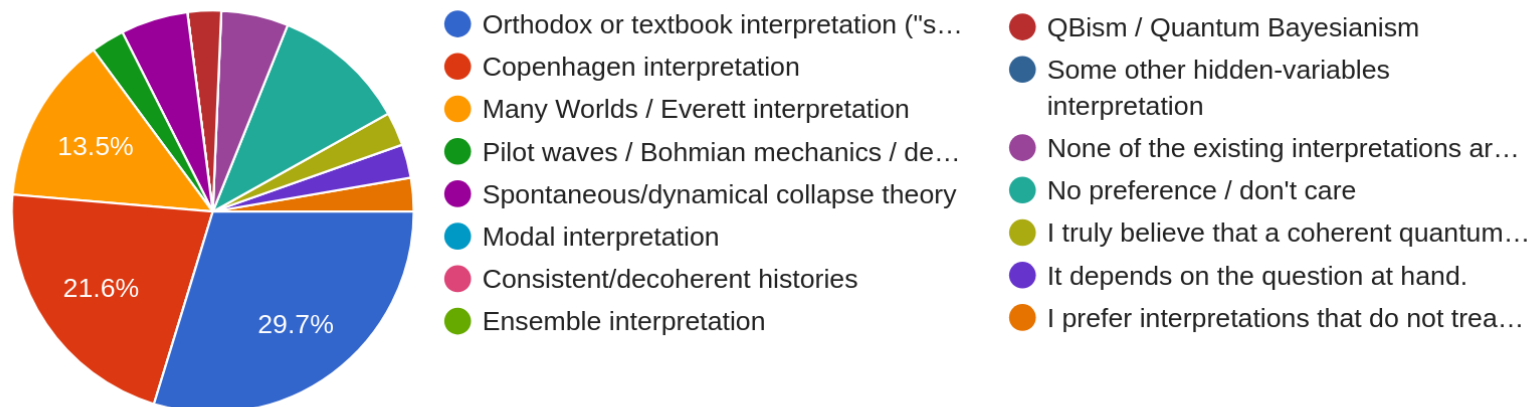 13.5%
21.6%
29.7%
Orthodox or textbook interpretation ("s…
Copenhagen interpretation
Many Worlds / Everett interpretation
Pilot waves / Bohmian mechanics / de…
Spontaneous/dynamical collapse theory
Modal interpretation
Consistent/decoherent histories
Ensemble interpretation
QBism / Quantum Bayesianism
Some other hidden-variables
interpretation
None of the existing interpretations ar…
No preference / don't care
I truly believe that a coherent quantum…
It depends on the question at hand.
I prefer interpretations that do not trea…